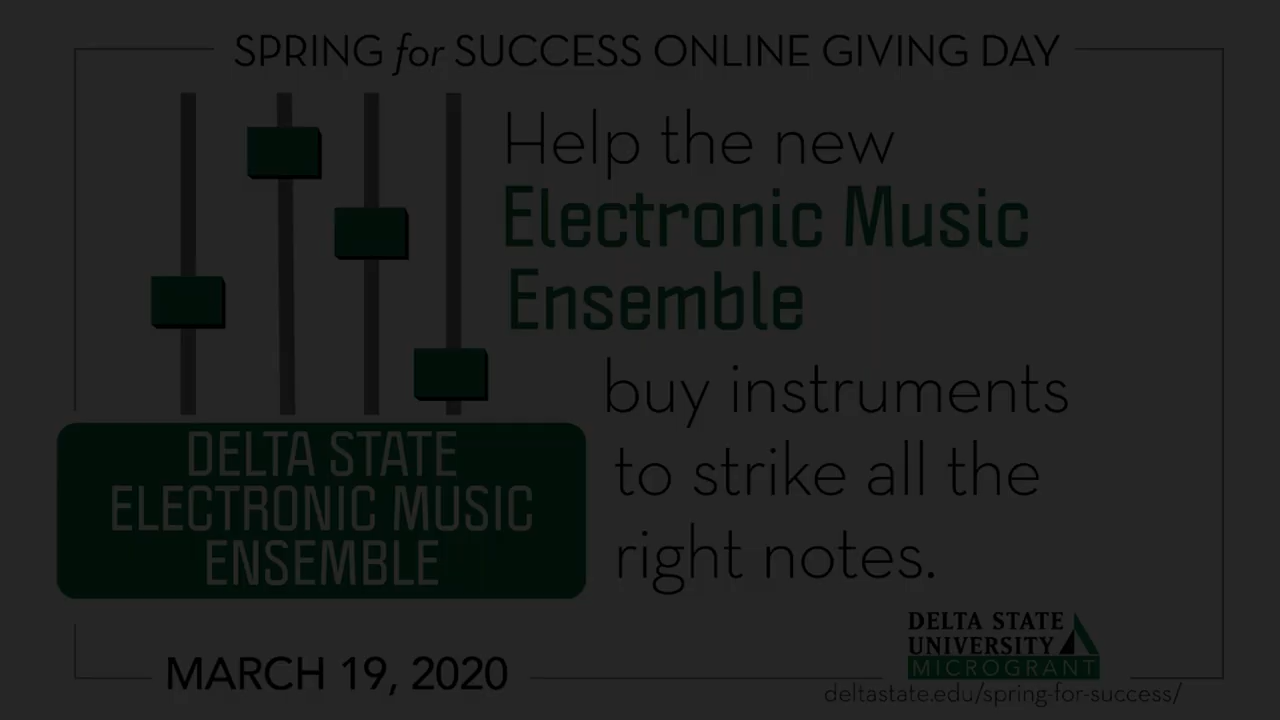 SPRING for SUCCESS ONLINE GIVING DAY
Help the new
Electronic Music
Ensemble
buy instruments
to strike all the
right notes.
DELTA STATE
ELECTRONIC MUSIC
ENSEMBLE
MARCH 19, 2020
DELTA STATE
UNIVERSITY
MICROGRANT
deltastate.edu/spring-for-success/